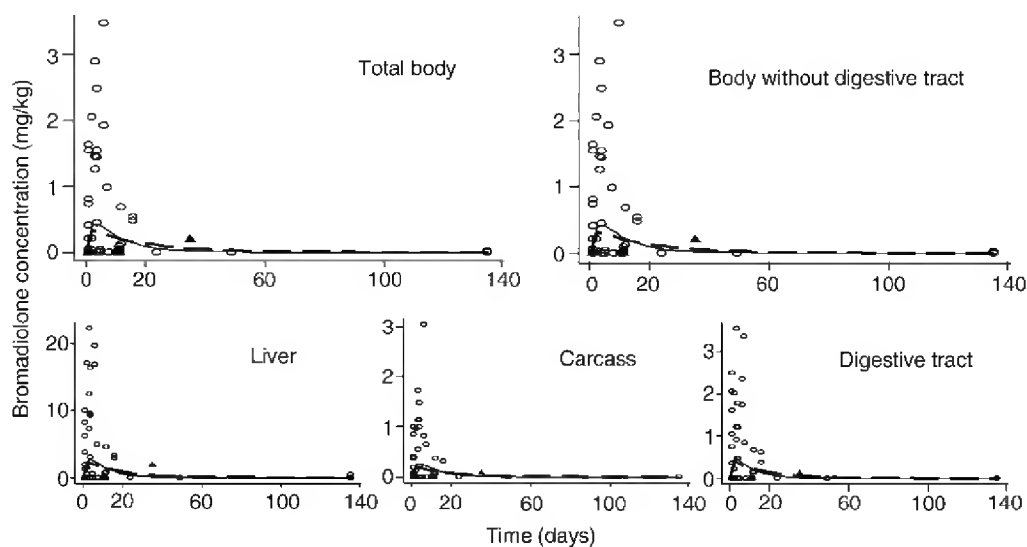 Bromadiolone concentration (mg/kg)
Total body
3
2
1
0
0 20 60 100 140
Body without digestive tract
3
2
1
0
0 20 60 100 140
Liver
20
10
0
0 20 60 100 140
Carcass
3
2
1
0
0 20 60 100 140
Digestive tract
3
2
1
0
0 20 60 100 140
Time (days)